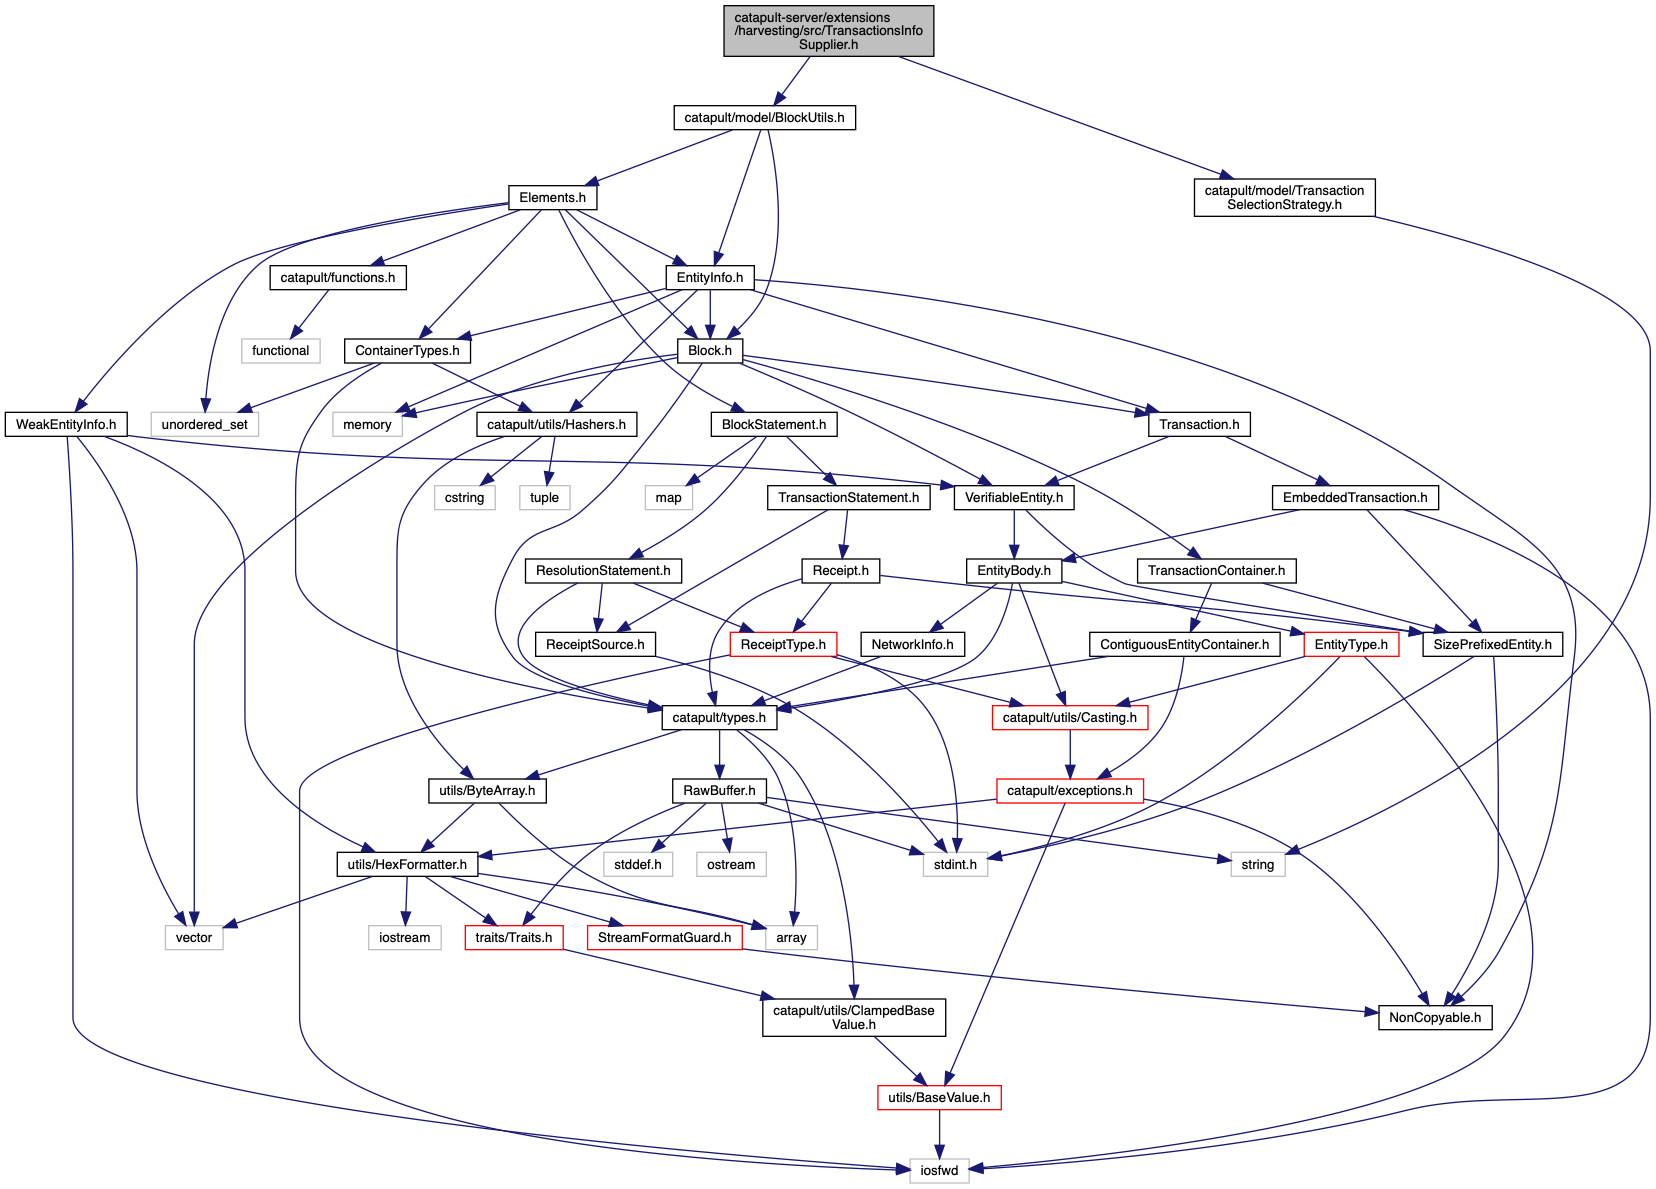 catapult-server/extensions
/harvesting/src/TransactionsInfo
Supplier.h
catapult/model/BlockUtils.h
catapult/model/Transaction
SelectionStrategy.h
Elements.h
catapult/functions.h
EntityInfo.h
functional
ContainerTypes.h
Block.h
WeakEntityInfo.h
unordered_set
memory
catapult/utils/Hashers.h
BlockStatement.h
Transaction.h
cstring
tuple
map
TransactionStatement.h
VerifiableEntity.h
EmbeddedTransaction.h
ResolutionStatement.h
Receipt.h
EntityBody.h
TransactionContainer.h
ReceiptSource.h
ReceiptType.h
NetworkInfo.h
ContiguousEntityContainer.h
EntityType.h
SizePrefixedEntity.h
catapult/types.h
catapult/utils/Casting.h
utils/ByteArray.h
RawBuffer.h
catapult/exceptions.h
utils/HexFormatter.h
stddef.h
ostream
stdint.h
string
vector
iostream
traits/Traits.h
StreamFormatGuard.h
array
catapult/utils/ClampedBase
Value.h
NonCopyable.h
utils/BaseValue.h
iosfwd